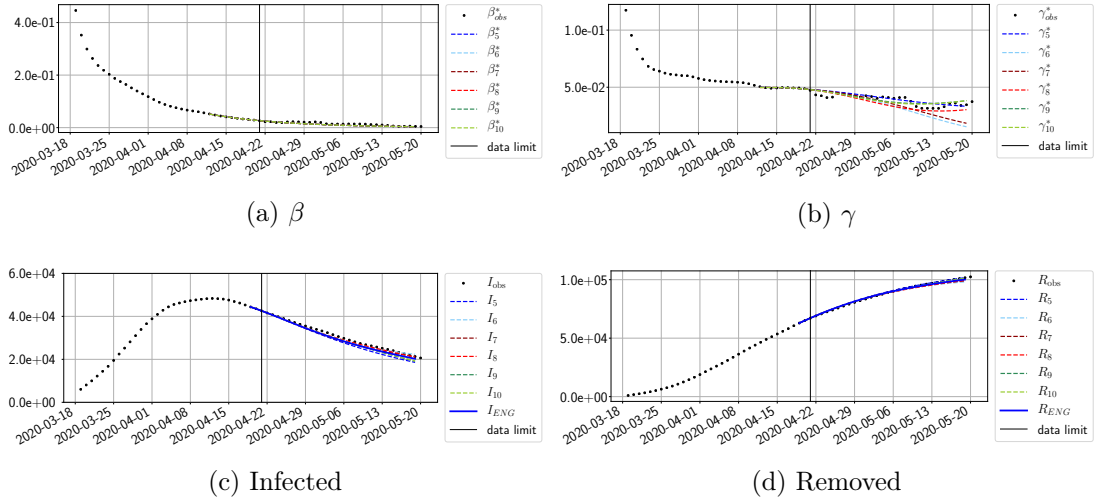 4.0e-01
2.0e-01
0.0e+00
2020-03-18
2020-03-25
2020-04-01
2020-04-08
2020-04-15
2020-04-22
2020-04-29
2020-05-06
2020-05-13
2020-05-20
β*obs
β*5
β*6
β*7
β*8
β*9
β*10
data limit
(a) β
1.0e-01
5.0e-02
2020-03-18
2020-03-25
2020-04-01
2020-04-08
2020-04-15
2020-04-22
2020-04-29
2020-05-06
2020-05-13
2020-05-20
γ*obs
γ*5
γ*6
γ*7
γ*8
γ*9
γ*10
data limit
(b) γ
6.0e+04
4.0e+04
2.0e+04
0.0e+00
2020-03-18
2020-03-25
2020-04-01
2020-04-08
2020-04-15
2020-04-22
2020-04-29
2020-05-06
2020-05-13
2020-05-20
Iobs
I5
I6
I7
I8
I9
I10
IENG
data limit
(c) Infected
1.0e+05
5.0e+04
0.0e+00
2020-03-18
2020-03-25
2020-04-01
2020-04-08
2020-04-15
2020-04-22
2020-04-29
2020-05-06
2020-05-13
2020-05-20
Robs
R5
R6
R7
R8
R9
R10
RENG
data limit
(d) Removed